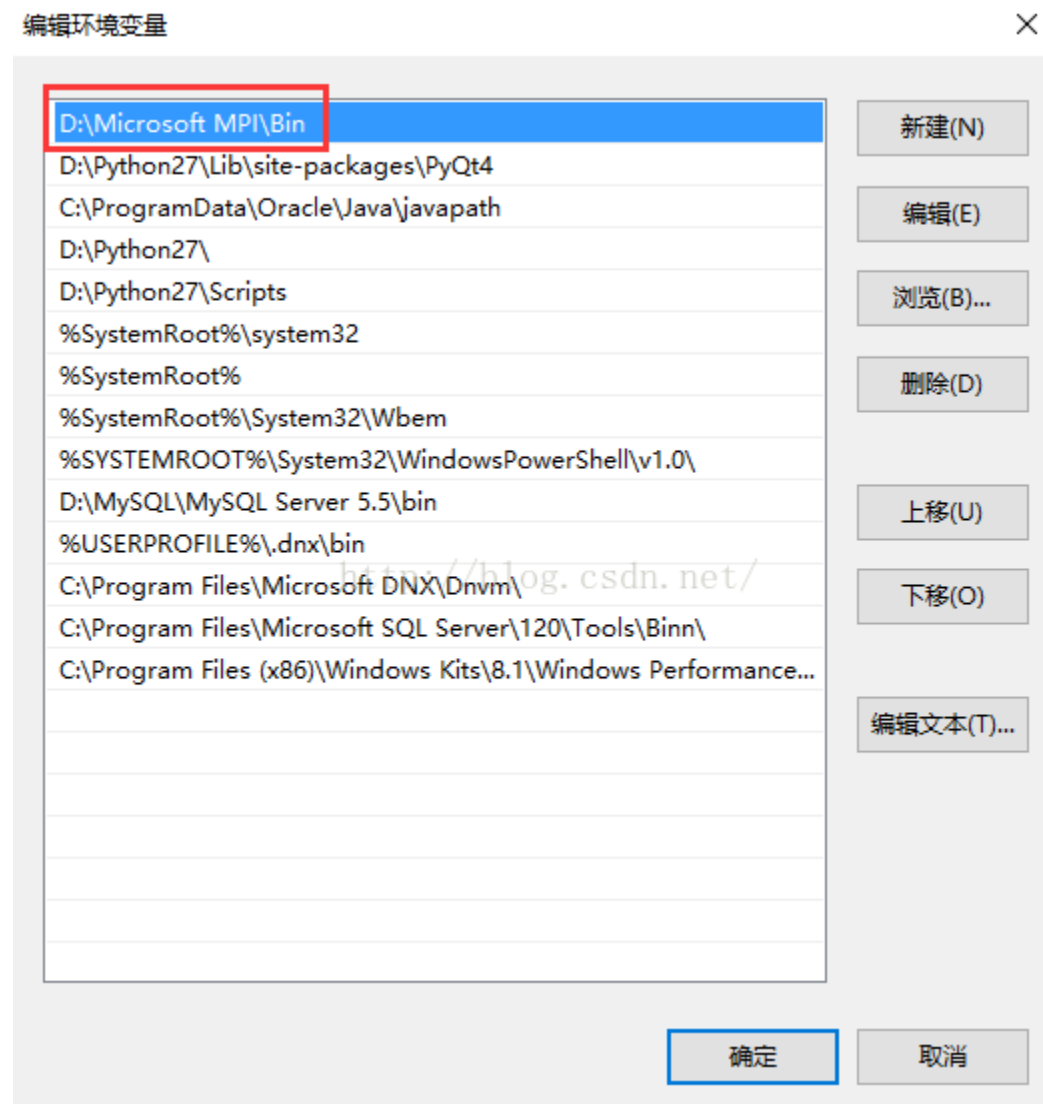 编辑环境变量
D:\Microsoft MPI\Bin
D:\Python27\Lib\site-packages\PyQt4
C:\ProgramData\Oracle\Java\javapath
D:\Python27\
D:\Python27\Scripts
%SystemRoot%\system32
%SystemRoot%
%SystemRoot%\System32\Wbem
%SYSTEMROOT%\System32\WindowsPowerShell\v1.0\
D:\MySQL\MySQL Server 5.5\bin
%USERPROFILE%\.dnx\bin
http://blog.csdn.net/
C:\Program Files\Microsoft DNX\Dnvm\
C:\Program Files\Microsoft SQL Server\120\Tools\Binn\
C:\Program Files (x86)\Windows Kits\8.1\Windows Performance...
新建(N)
编辑(E)
浏览(B)...
删除(D)
上移(U)
下移(O)
编辑文本(T)...
确定
取消